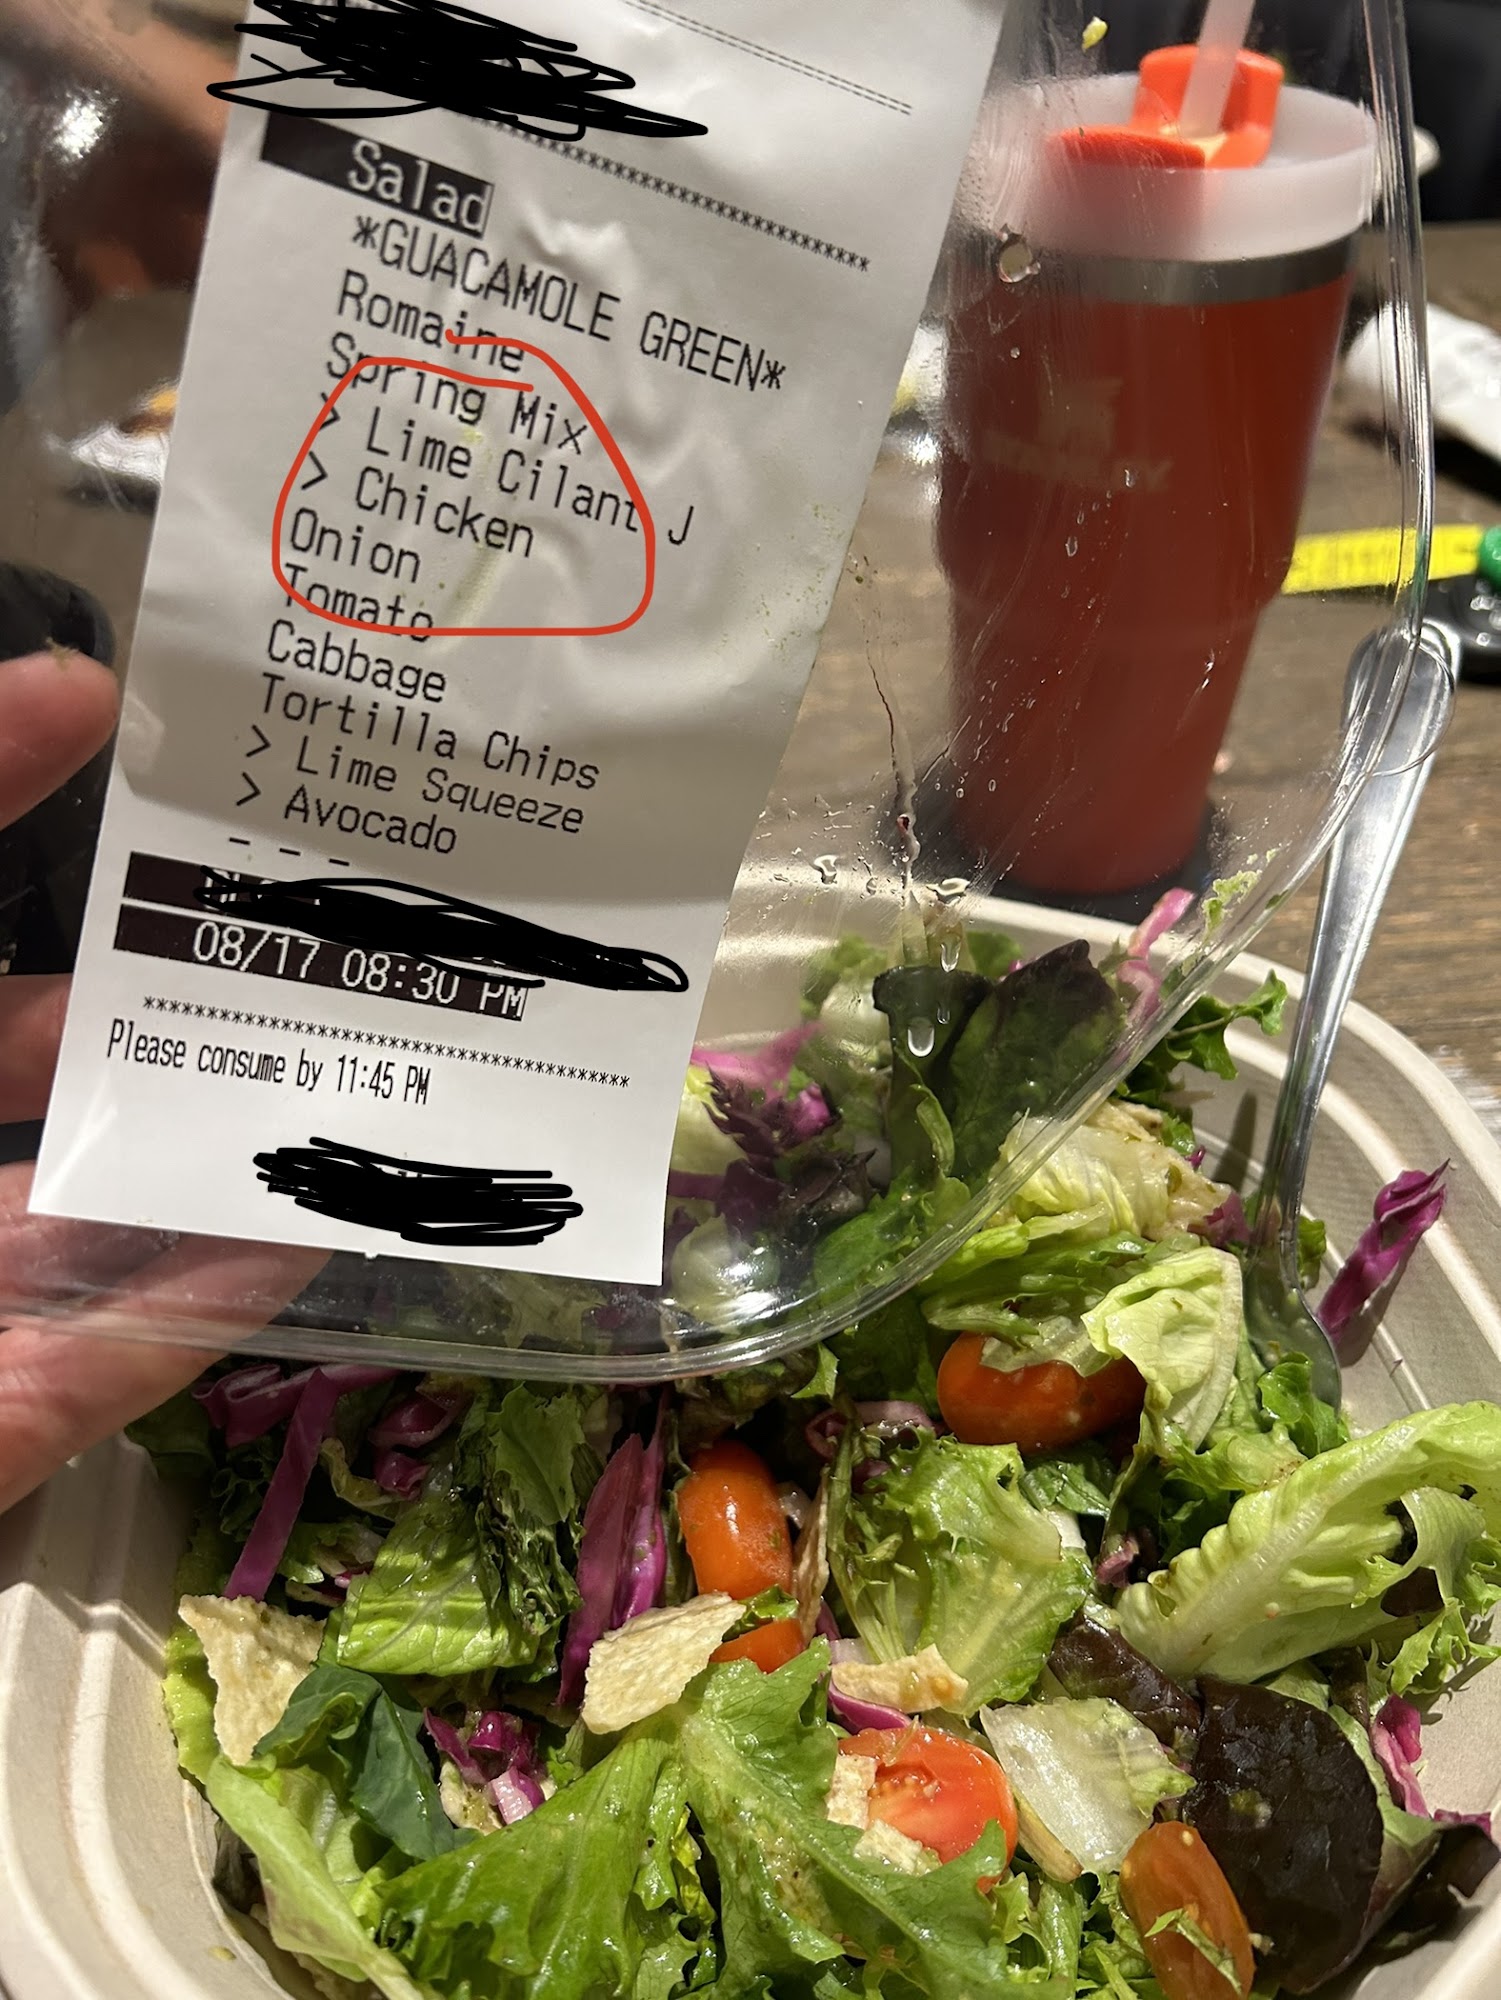 ******************************
Salad
*GUACAMOLE GREEN*
Romaine
Spring Mix
> Lime Cilant J
> Chicken
Onion
Tomato
Cabbage
Tortilla Chips
> Lime Squeeze
> Avocado
- - -
08/17 08:30 PM
******************************
Please consume by 11:45 PM